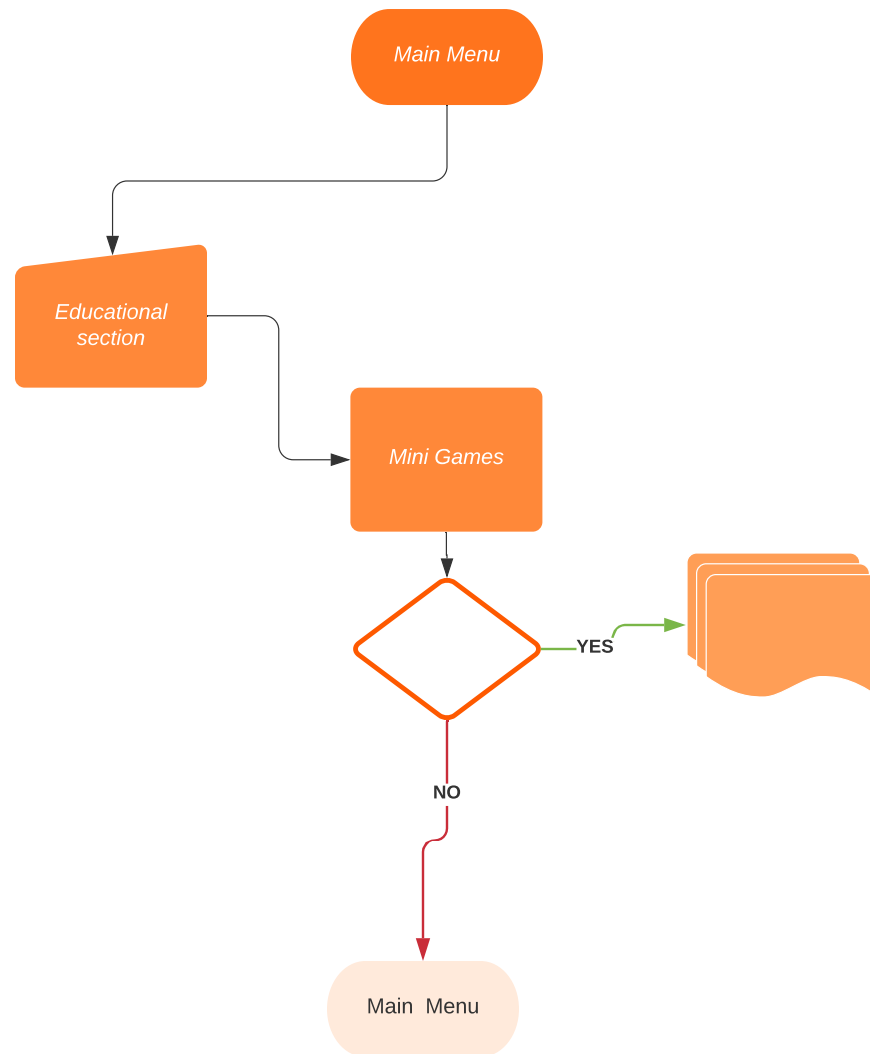 Main Menu
Educational
section
Mini Games
YES
NO
Main  Menu